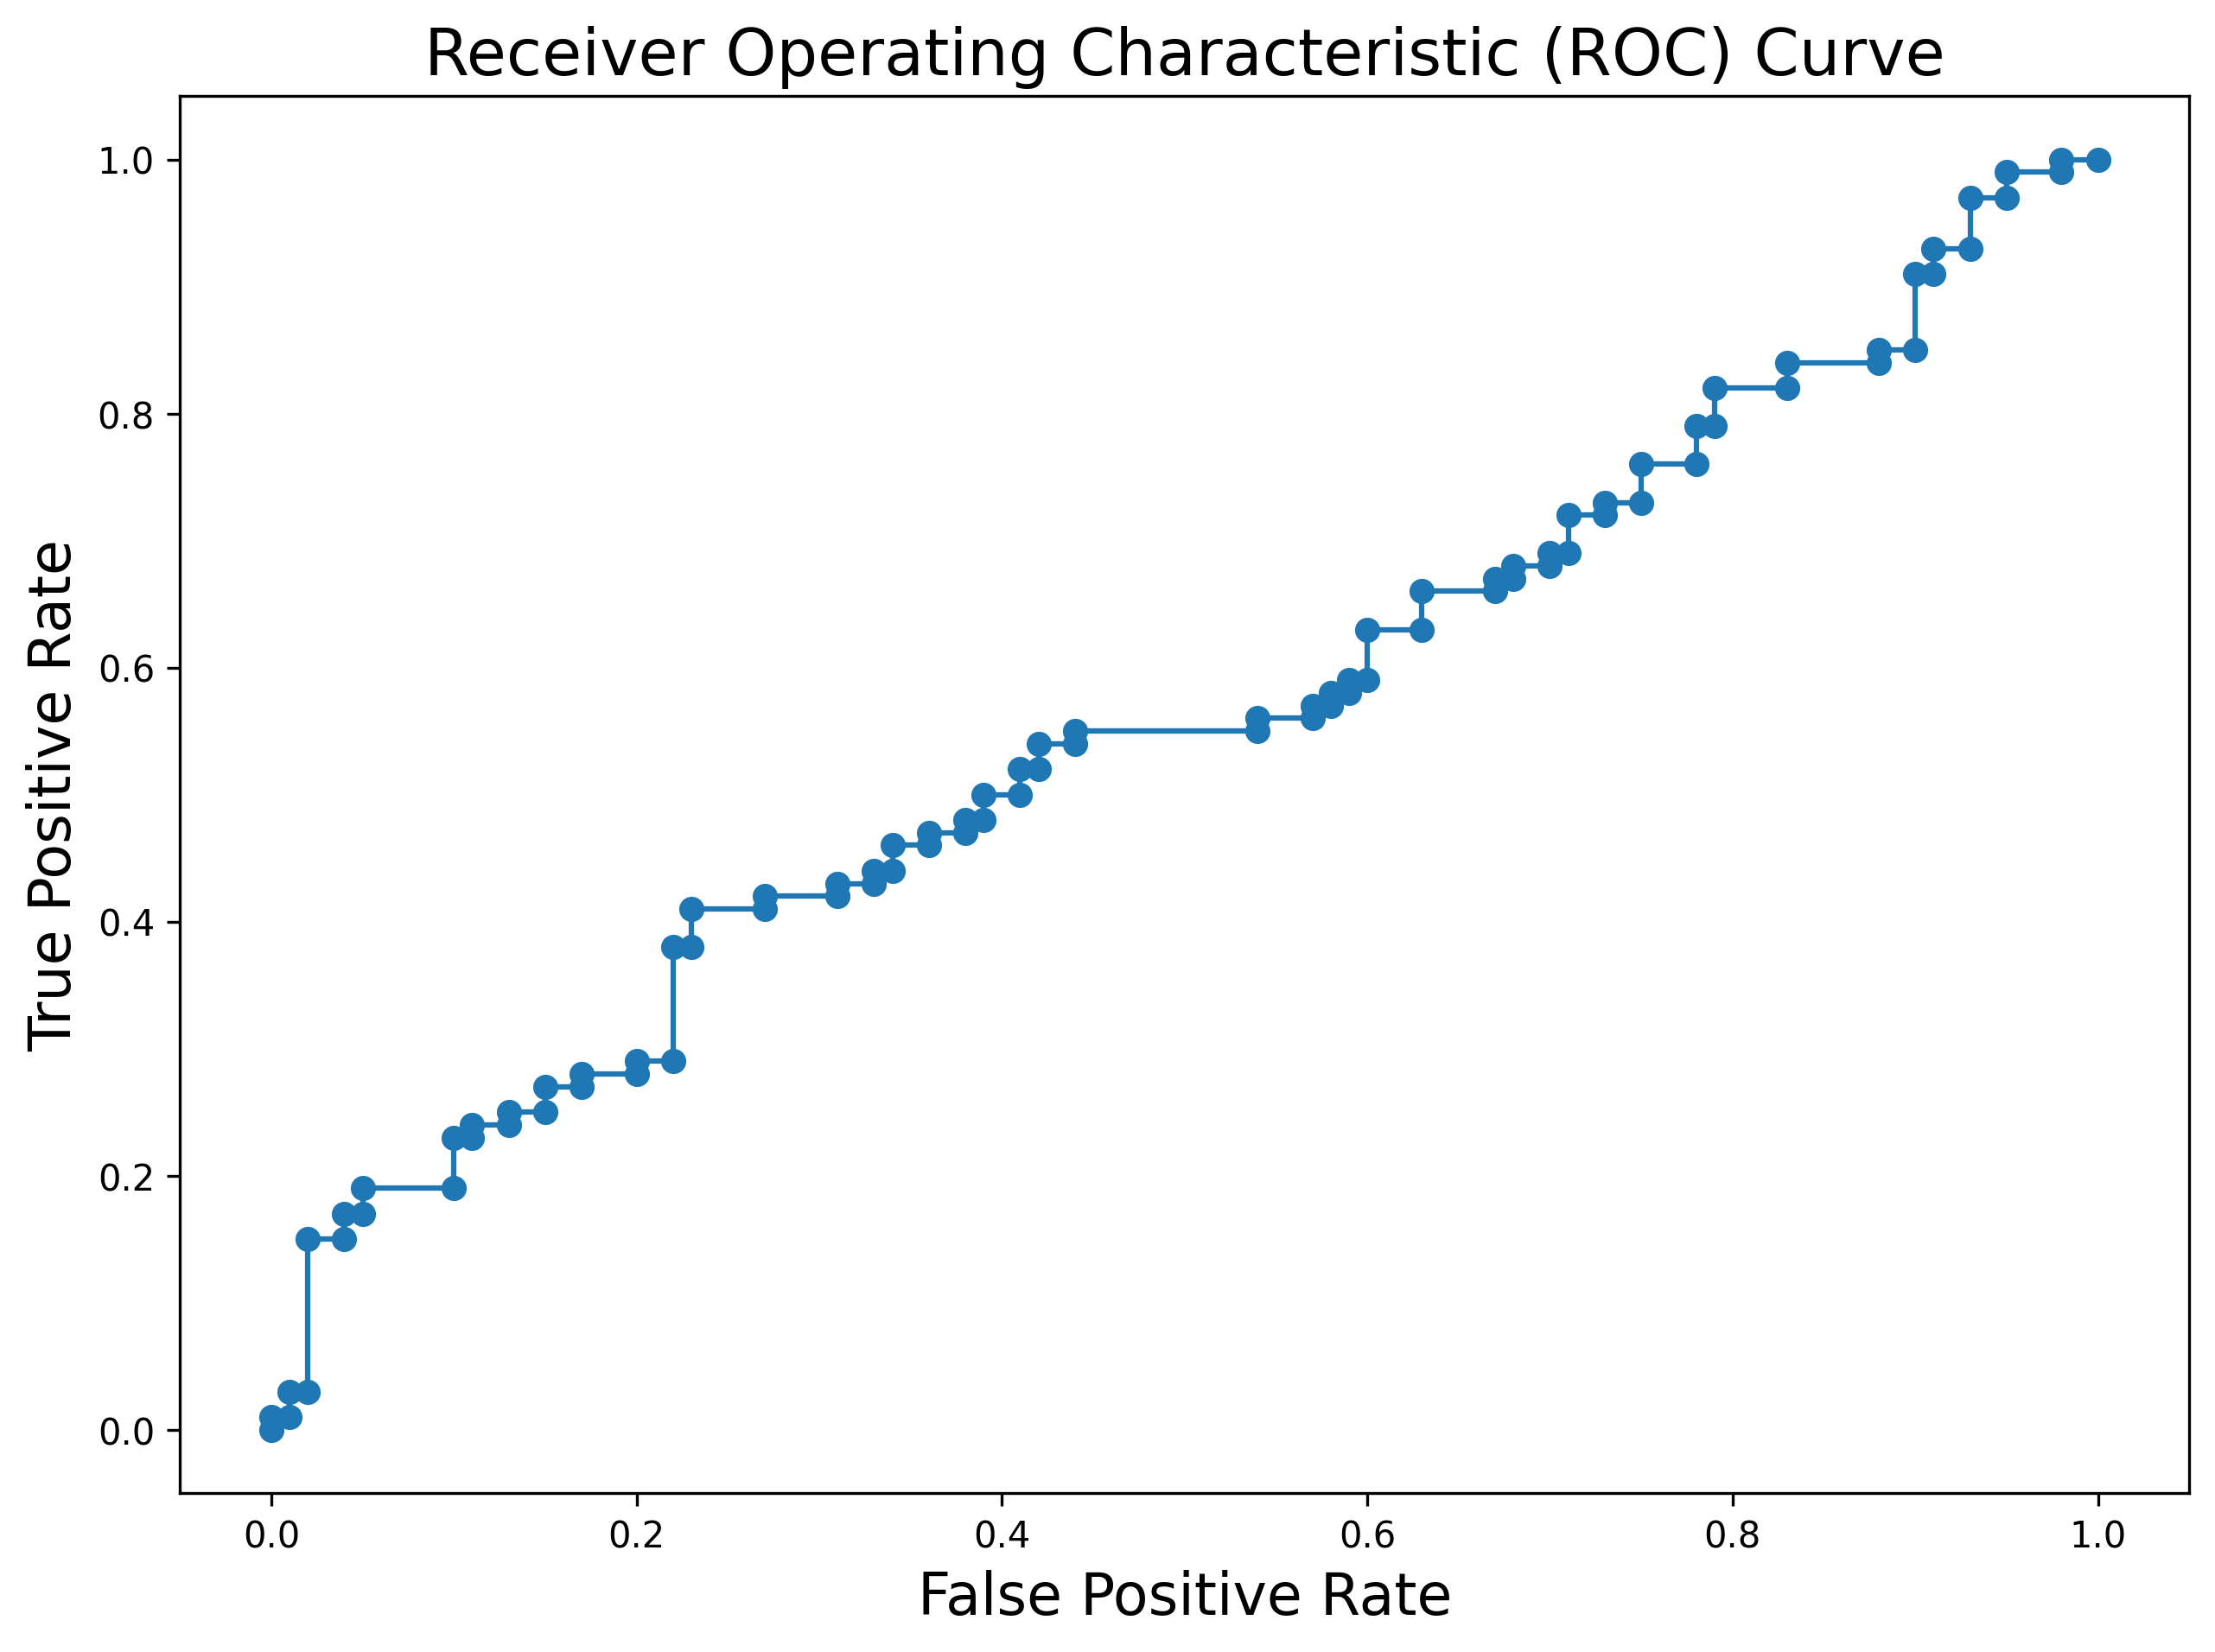 Receiver Operating Characteristic (ROC) Curve
True Positive Rate
1.0
0.8
0.6
0.4
0.2
0.0
0.0 0.2 0.4 0.6 0.8 1.0
False Positive Rate